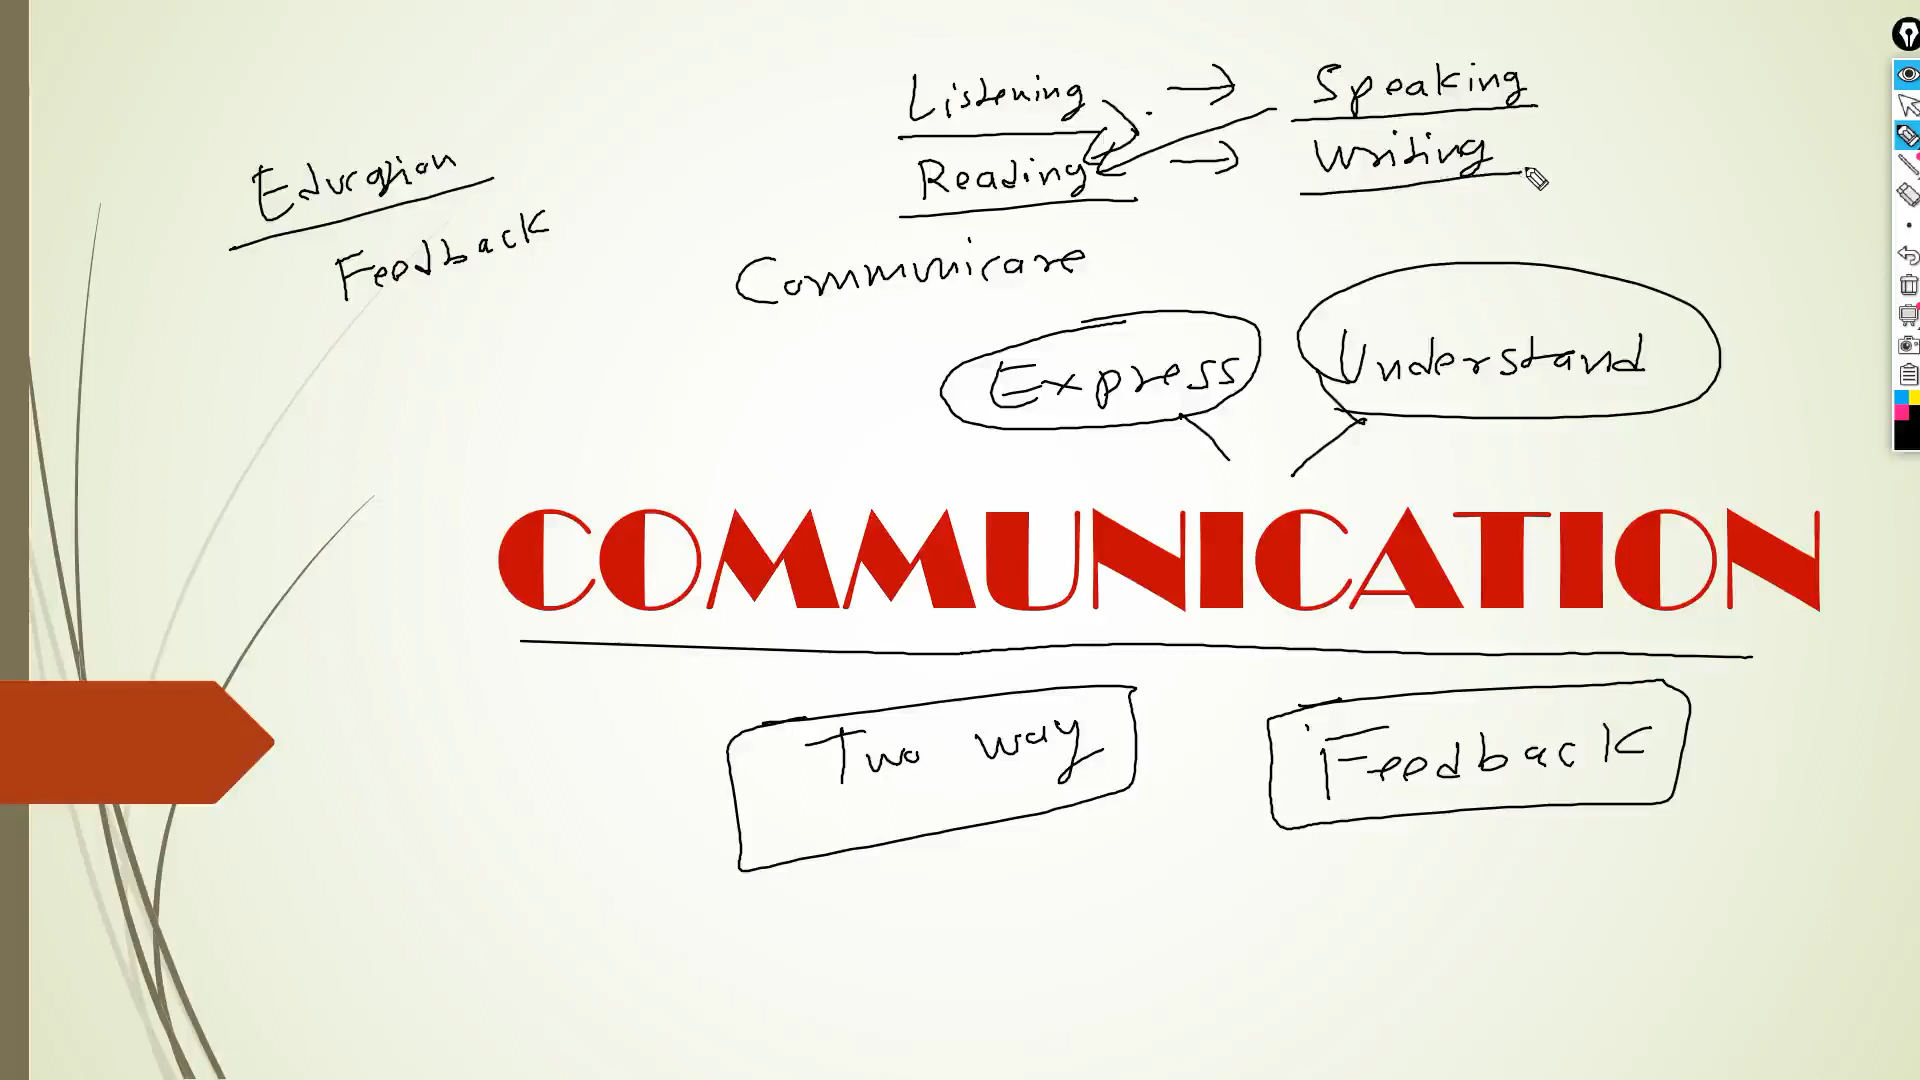 Listening → Speaking
Reading → Writing
Education
Feedback
Communicare
Express Understand
COMMUNICATION
Two way Feedback